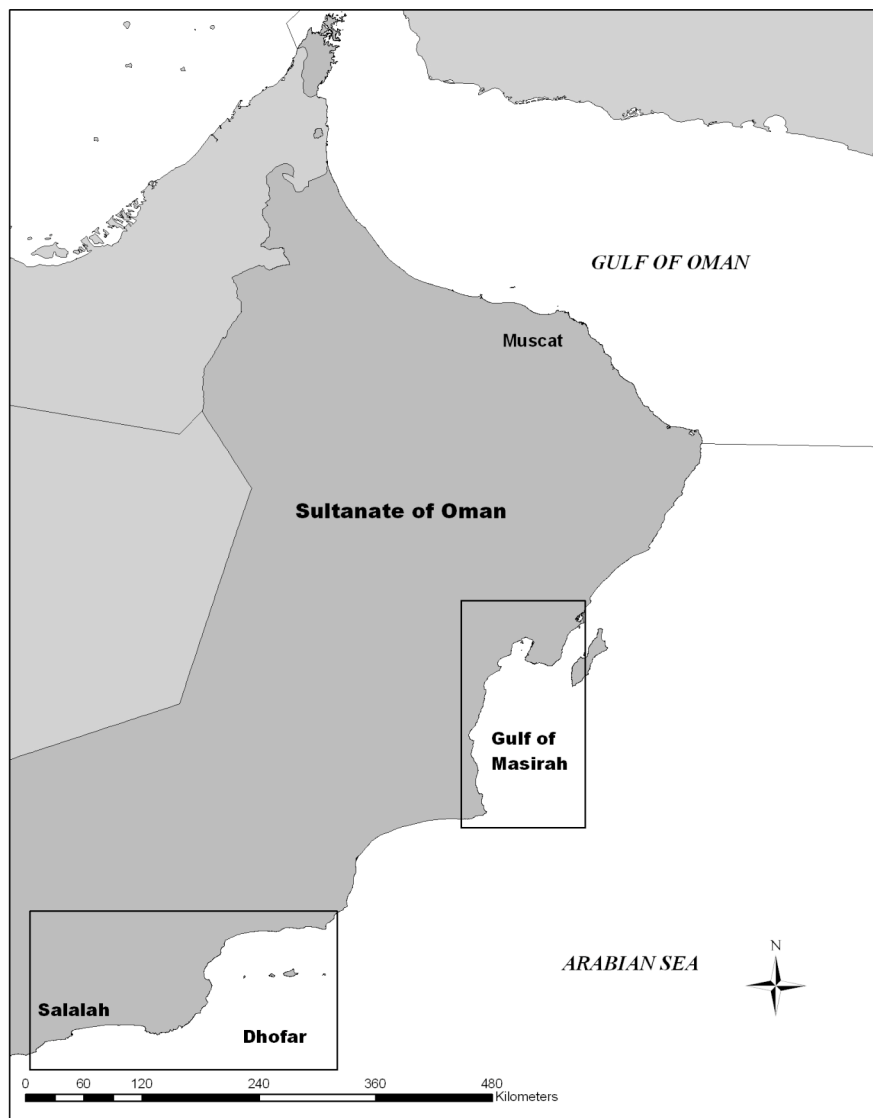 GULF OF OMAN
Muscat
Sultanate of Oman
Gulf of
Masirah
ARABIAN SEA
N
Salalah
Dhofar
0 60 120 240 360 480
Kilometers